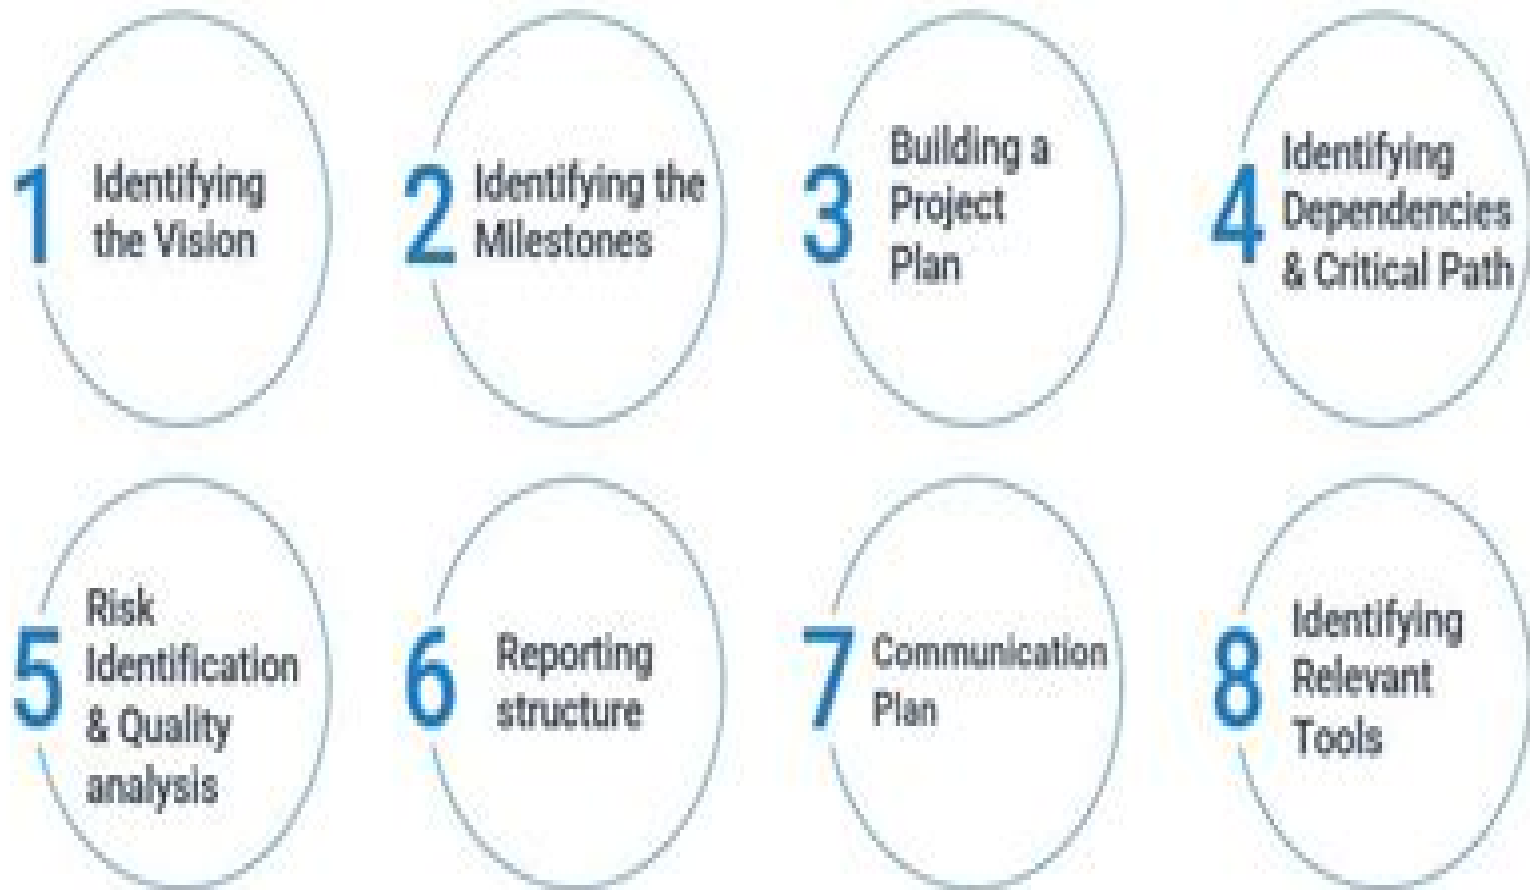 1
Identifying
the Vision
2
Identifying the
Milestones
3
Building a
Project
Plan
4
Identifying
Dependencies
& Critical Path
5
Risk
Identification
& Quality
analysis
6
Reporting
structure
7
Communication
Plan
8
Identifying
Relevant
Tools